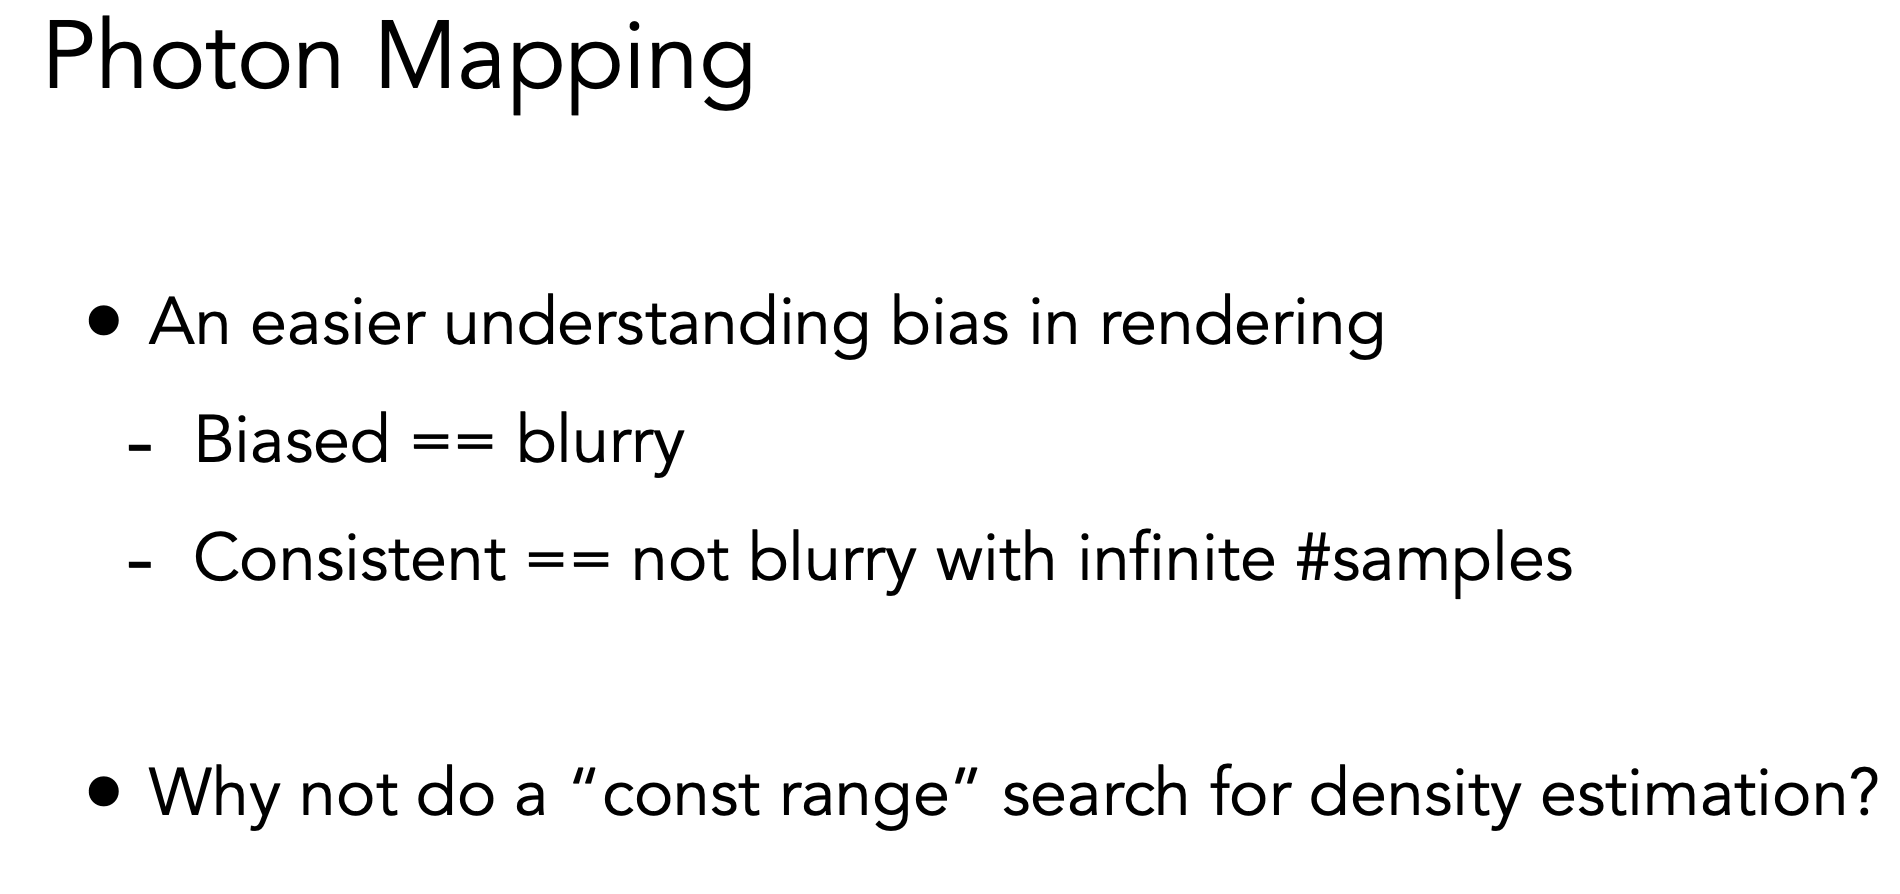 Photon Mapping
• An easier understanding bias in rendering
- Biased == blurry
- Consistent == not blurry with infinite #samples
• Why not do a “const range” search for density estimation?